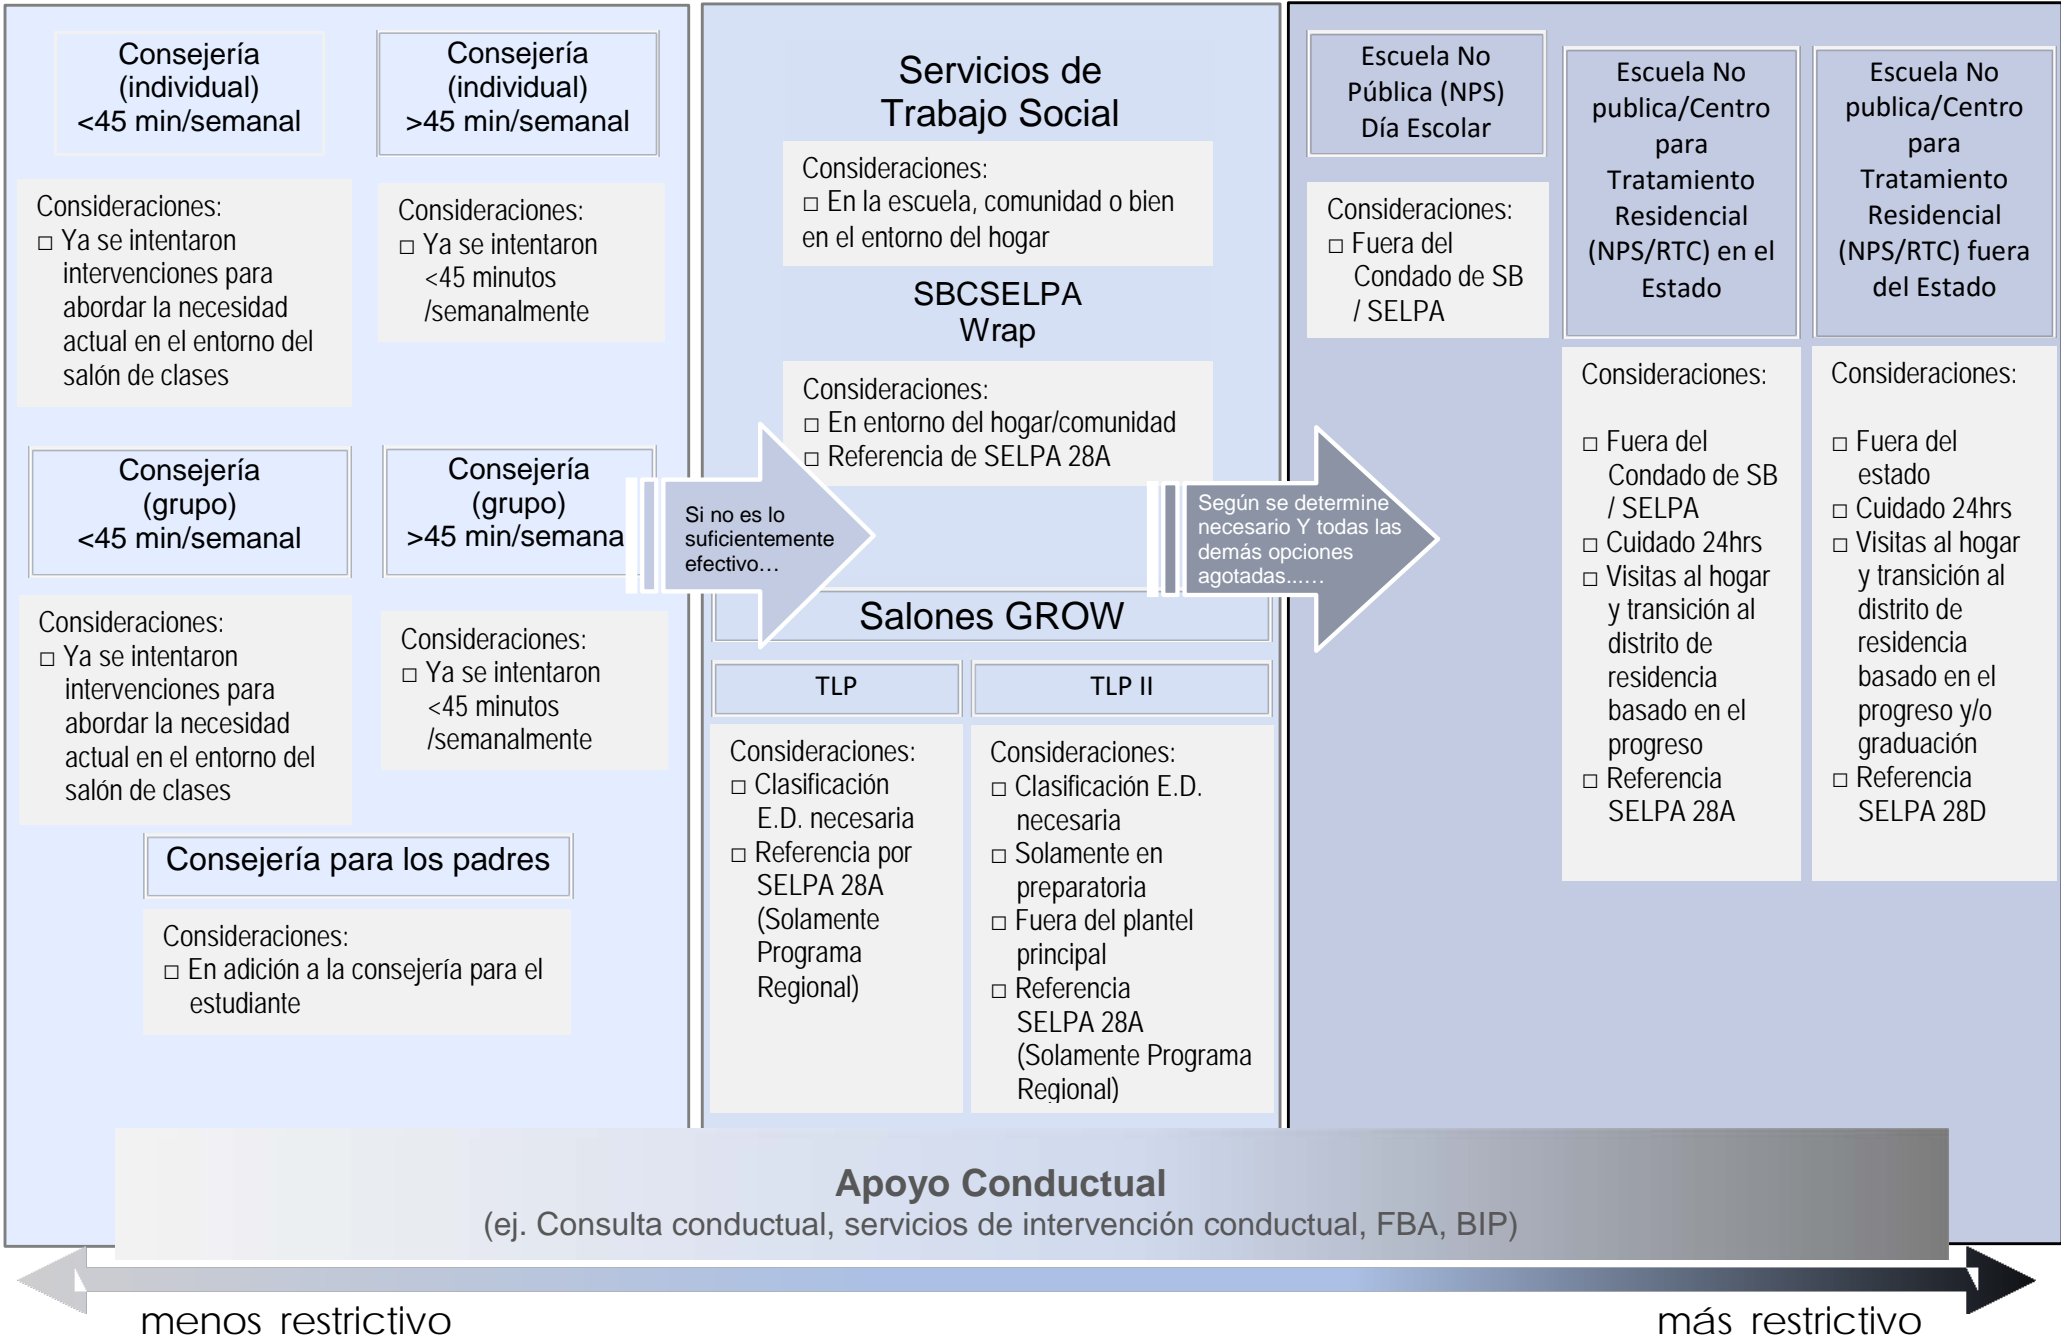 Consejería
(individual)
<45 min/semanal
Consideraciones:
□ Ya se intentaron
intervenciones para
abordar la necesidad
actual en el entorno del
salón de clases
Consejería
(individual)
>45 min/semanal
Consideraciones:
□ Ya se intentaron
<45 minutos
/semanalmente
Consejería
(grupo)
<45 min/semanal
Consideraciones:
□ Ya se intentaron
intervenciones para
abordar la necesidad
actual en el entorno del
salón de clases
Consejería
(grupo)
>45 min/semana
Consideraciones:
□ Ya se intentaron
<45 minutos
/semanalmente
Consejería para los padres
Consideraciones:
□ En adición a la consejería para el
estudiante
Si no es lo
suficientemente
efectivo…
Servicios de
Trabajo Social
Consideraciones:
□ En la escuela, comunidad o bien
en el entorno del hogar
SBCSELPA
Wrap
Consideraciones:
□ En entorno del hogar/comunidad
□ Referencia de SELPA 28A
Salones GROW
TLP
Consideraciones:
□ Clasificación
E.D. necesaria
□ Referencia por
SELPA 28A
(Solamente
Programa
Regional)
TLP II
Consideraciones:
□ Clasificación E.D.
necesaria
□ Solamente en
preparatoria
□ Fuera del plantel
principal
□ Referencia
SELPA 28A
(Solamente Programa
Regional)
Según se determine
necesario Y todas las
demás opciones
agotadas...…
Escuela No
Pública (NPS)
Día Escolar
Consideraciones:
□ Fuera del
Condado de SB
/ SELPA
Escuela No
publica/Centro
para
Tratamiento
Residencial
(NPS/RTC) en el
Estado
Consideraciones:
□ Fuera del
Condado de SB
/ SELPA
□ Cuidado 24hrs
□ Visitas al hogar
y transición al
distrito de
residencia
basado en el
progreso
□ Referencia
SELPA 28A
Escuela No
publica/Centro
para
Tratamiento
Residencial
(NPS/RTC) fuera
del Estado
Consideraciones:
□ Fuera del
estado
□ Cuidado 24hrs
□ Visitas al hogar
y transición al
distrito de
residencia
basado en el
progreso y/o
graduación
□ Referencia
SELPA 28D
Apoyo Conductual
(ej. Consulta conductual, servicios de intervención conductual, FBA, BIP)
menos restrictivo
más restrictivo